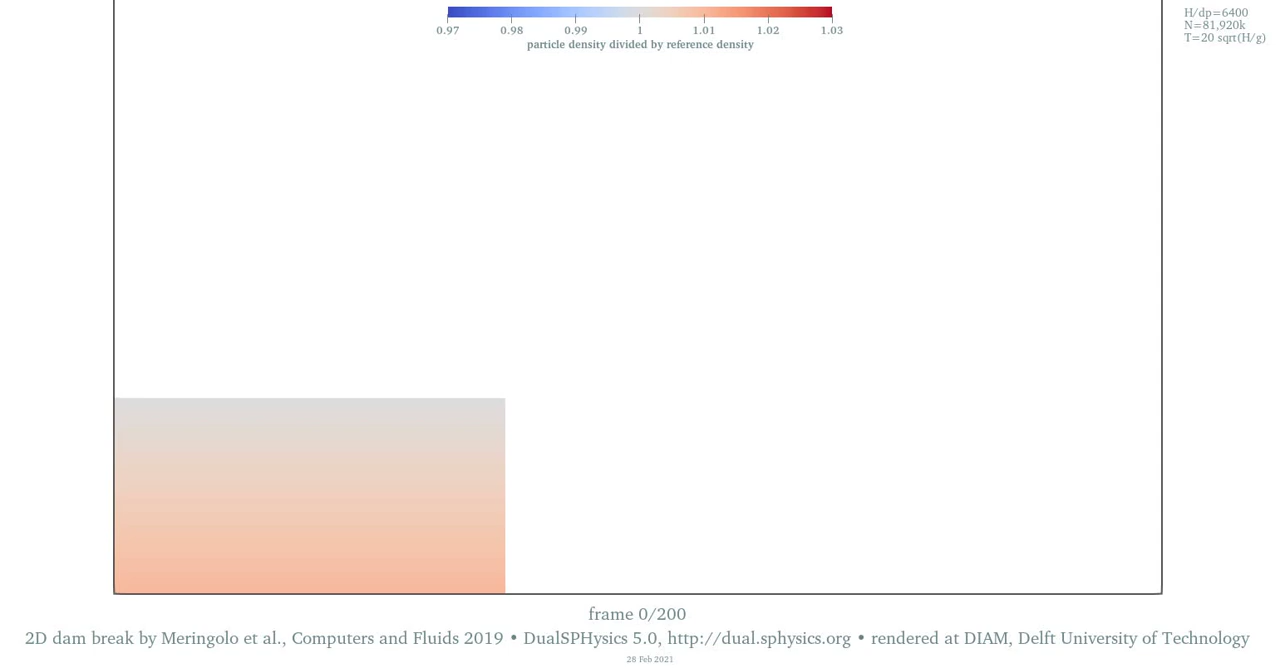 0.97 0.98 0.99 1 1.01 1.02 1.03
particle density divided by reference density
H/dp=6400
N=81,920k
T=20 sqrt(H/g)
frame 0/200
2D dam break by Meringolo et al., Computers and Fluids 2019 • DualSPHysics 5.0, http://dual.sphysics.org • rendered at DIAM, Delft University of Technology
28 Feb 2021